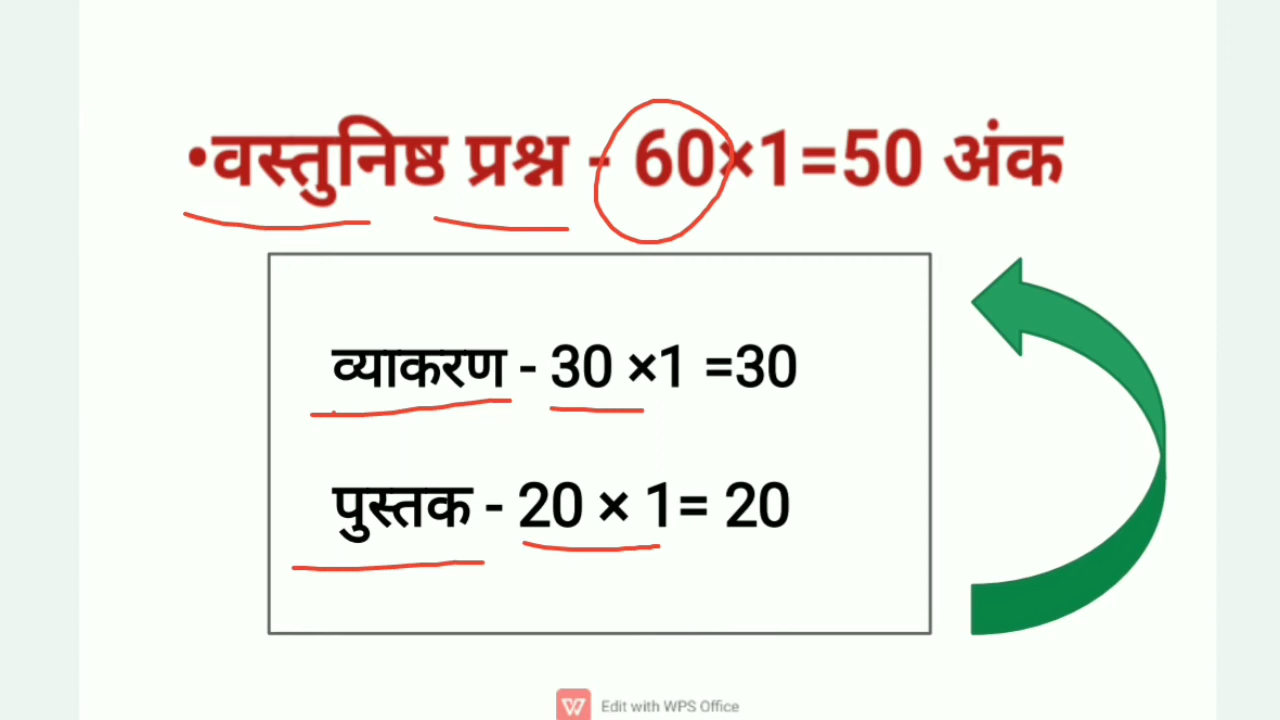 •वस्तुनिष्ठ प्रश्न - 60×1=50 अंक
व्याकरण - 30 ×1 =30
पुस्तक - 20 × 1= 20
Edit with WPS Office